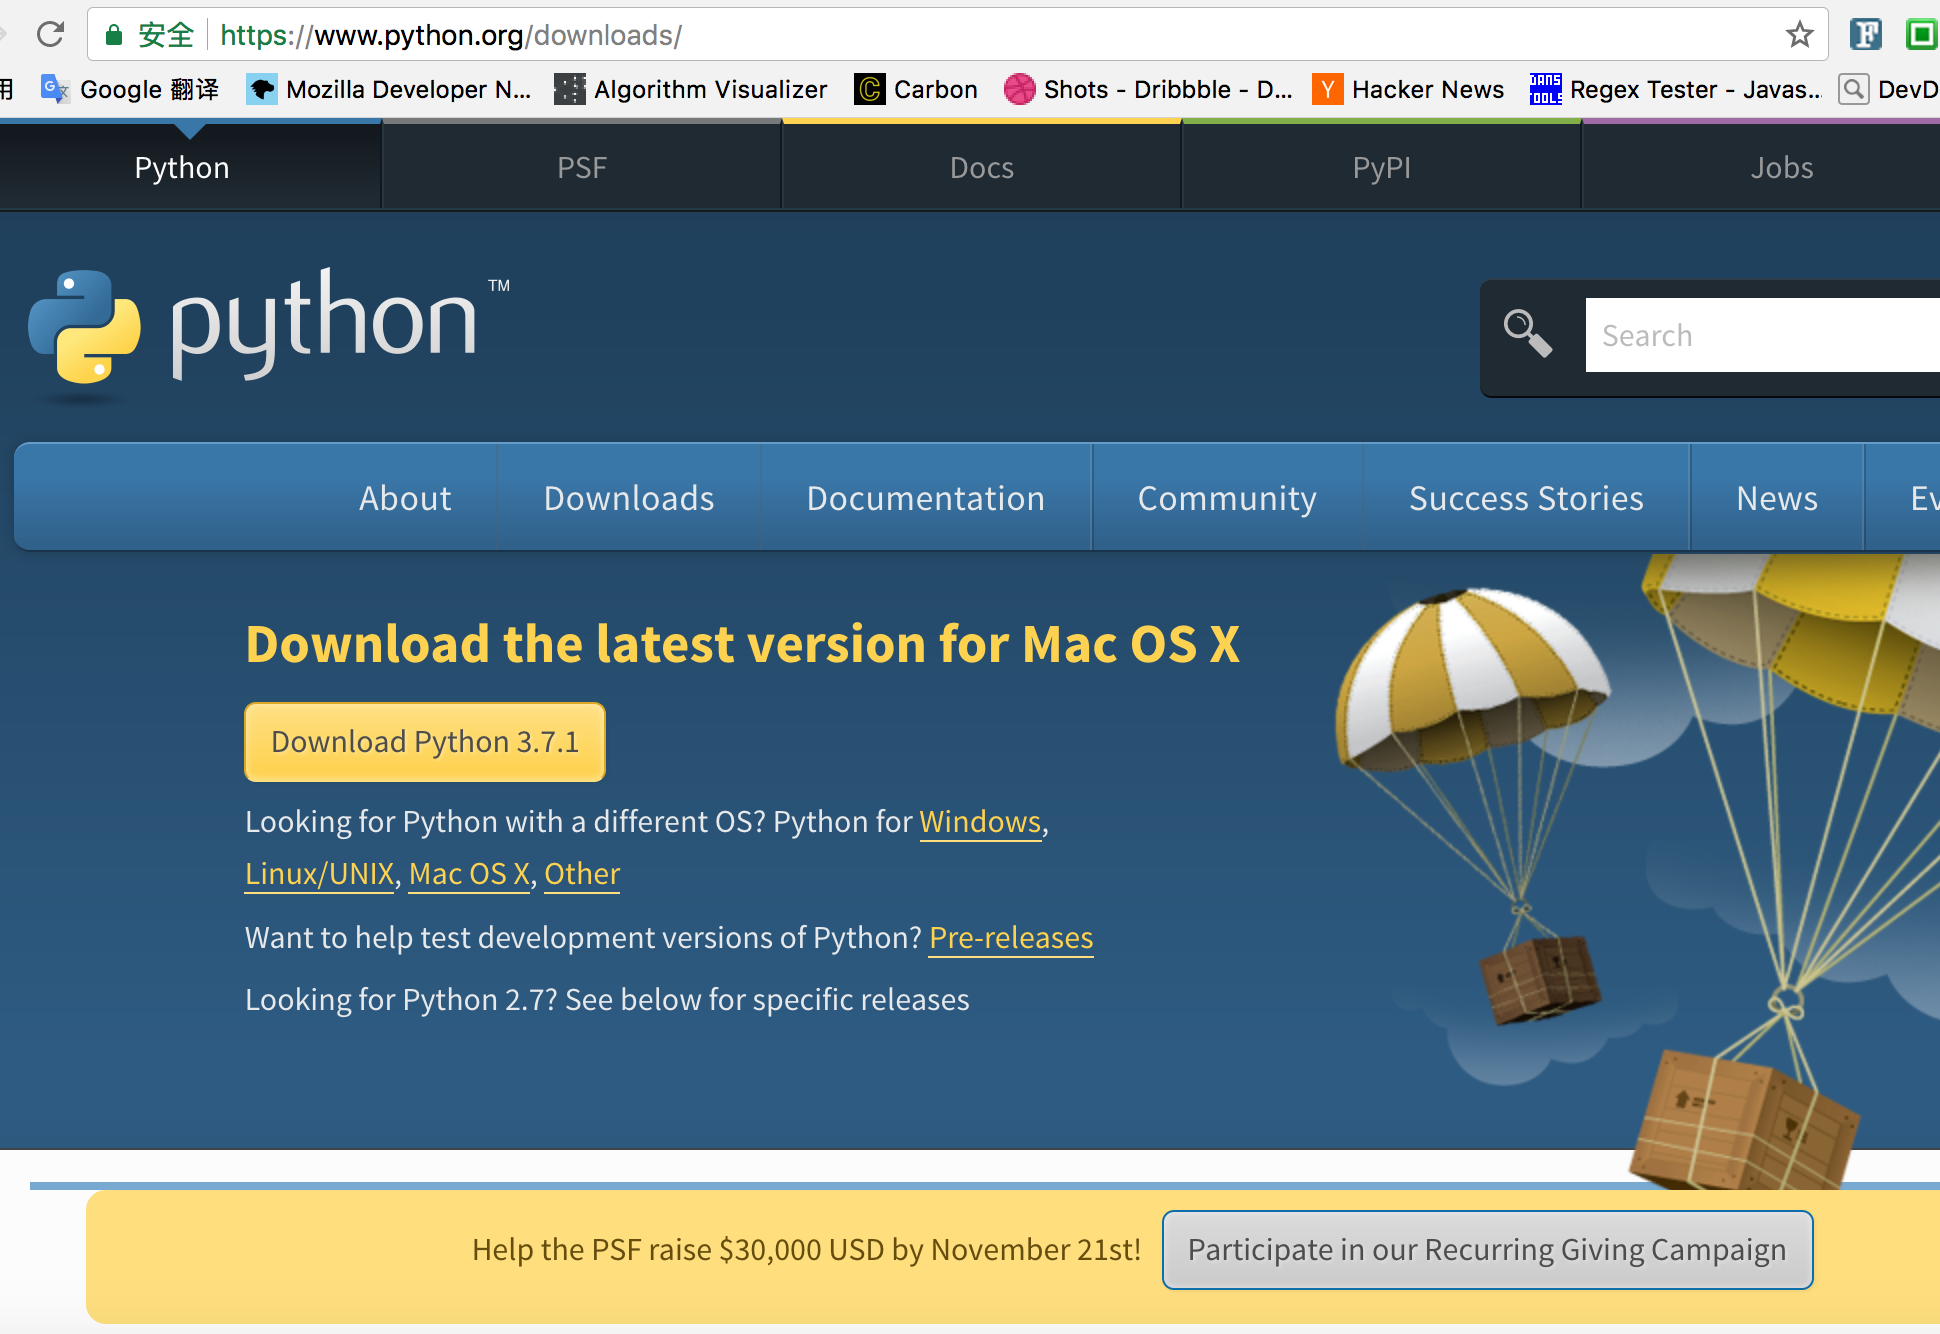 安全 https://www.python.org/downloads/
用 Google 翻译 Mozilla Developer N... Algorithm Visualizer Carbon Shots - Dribbble - D... Hacker News Regex Tester - Javas... DevD
Python PSF Docs PyPI Jobs
python TM
Search
About Downloads Documentation Community Success Stories News Ev
Download the latest version for Mac OS X
Download Python 3.7.1
Looking for Python with a different OS? Python for Windows,
Linux/UNIX, Mac OS X, Other
Want to help test development versions of Python? Pre-releases
Looking for Python 2.7? See below for specific releases
Help the PSF raise $30,000 USD by November 21st! Participate in our Recurring Giving Campaign